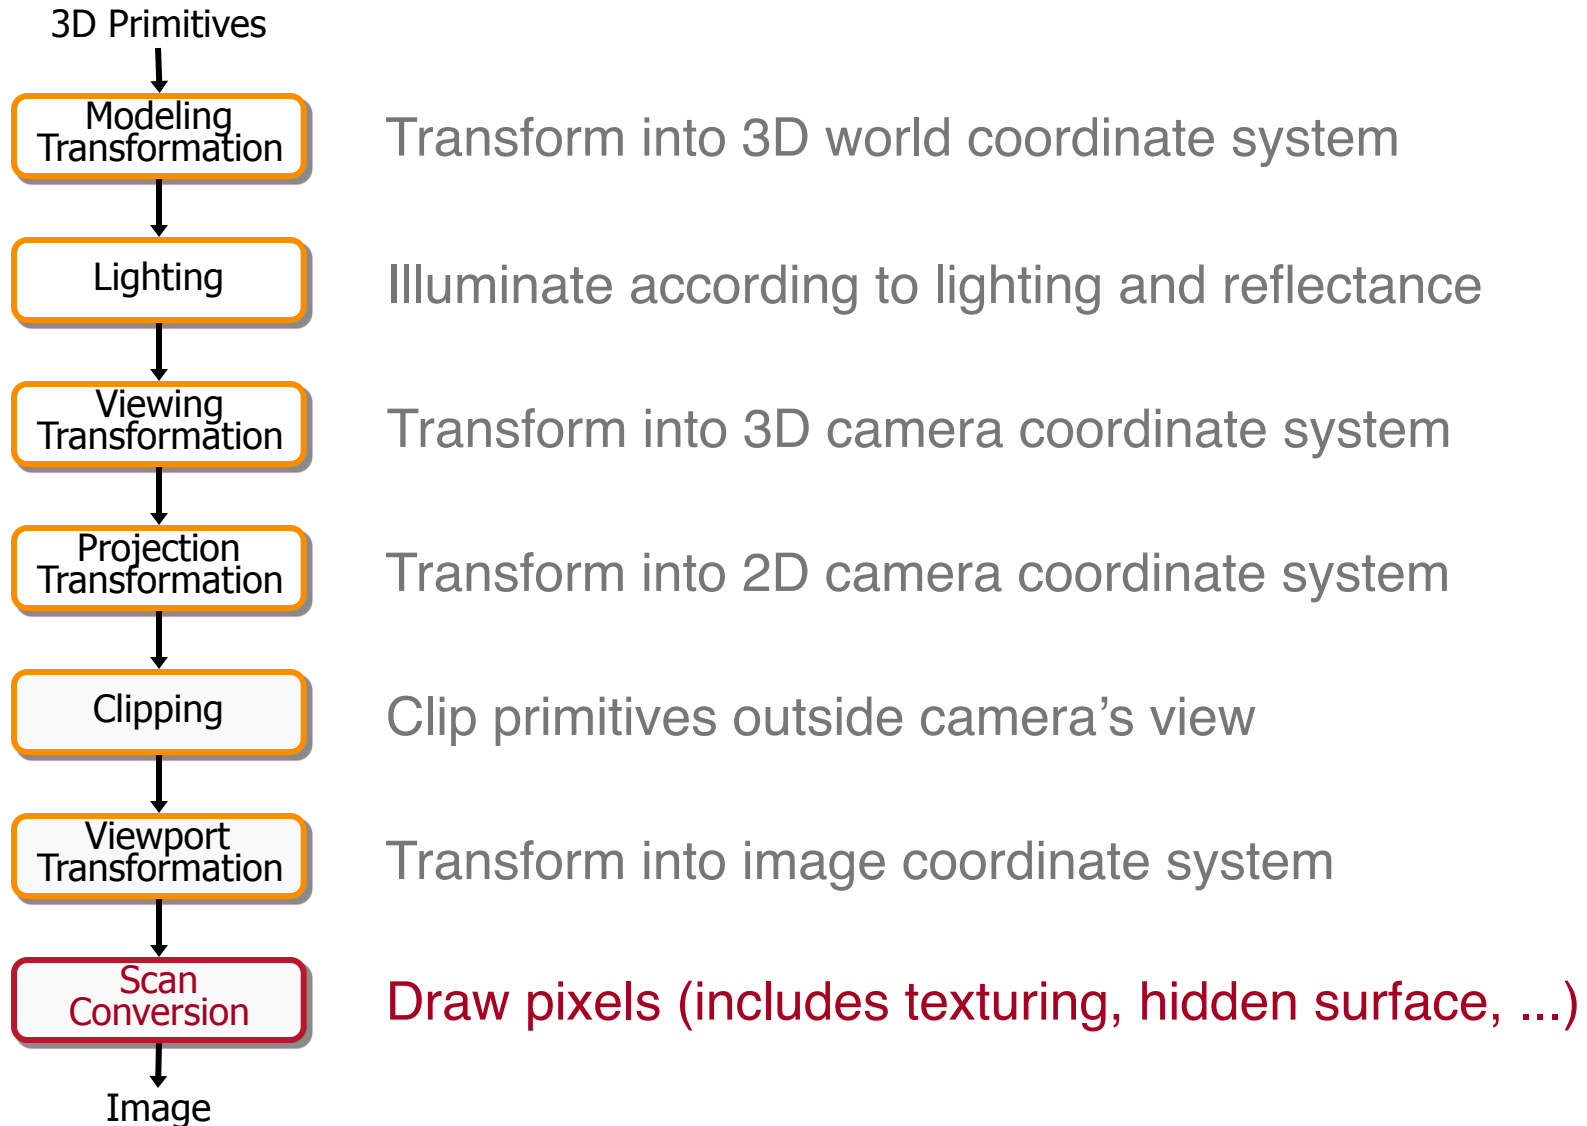 3D Primitives
Modeling
Transformation
Transform into 3D world coordinate system
Lighting
Illuminate according to lighting and reflectance
Viewing
Transformation
Transform into 3D camera coordinate system
Projection
Transformation
Transform into 2D camera coordinate system
Clipping
Clip primitives outside camera’s view
Viewport
Transformation
Transform into image coordinate system
Scan
Conversion
Draw pixels (includes texturing, hidden surface, ...)
Image